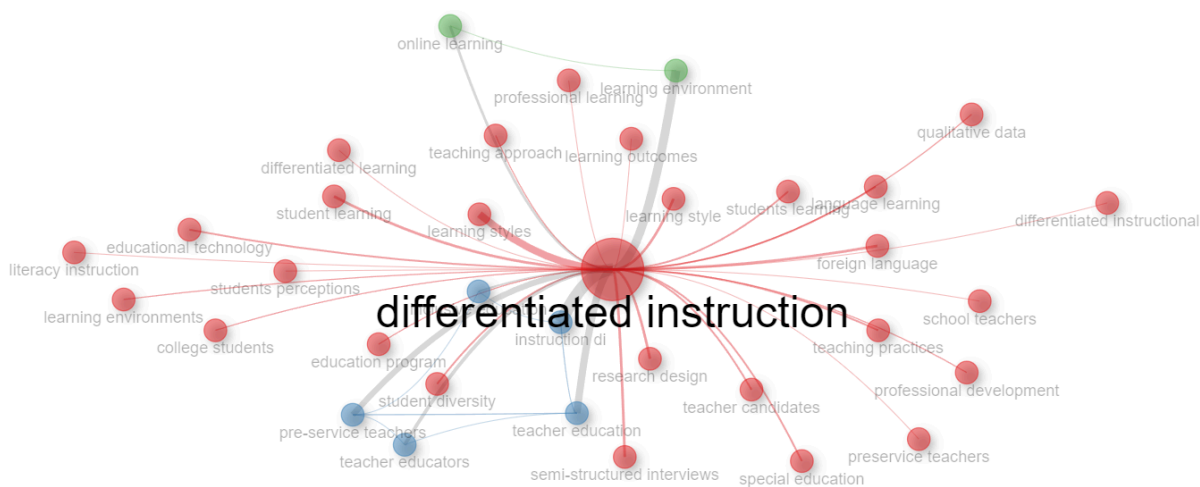 online learning
learning environment
professional learning
qualitative data
teaching approach
learning outcomes
differentiated learning
language learning
students learning
student learning
learning style
differentiated instructional
learning styles
educational technology
foreign language
literacy instruction
students perceptions
differentiated instruction
learning environments
school teachers
instruction di
college students
teaching practices
education program
research design
professional development
student diversity
teacher candidates
pre-service teachers
teacher education
teacher educators
preservice teachers
semi-structured interviews
special education